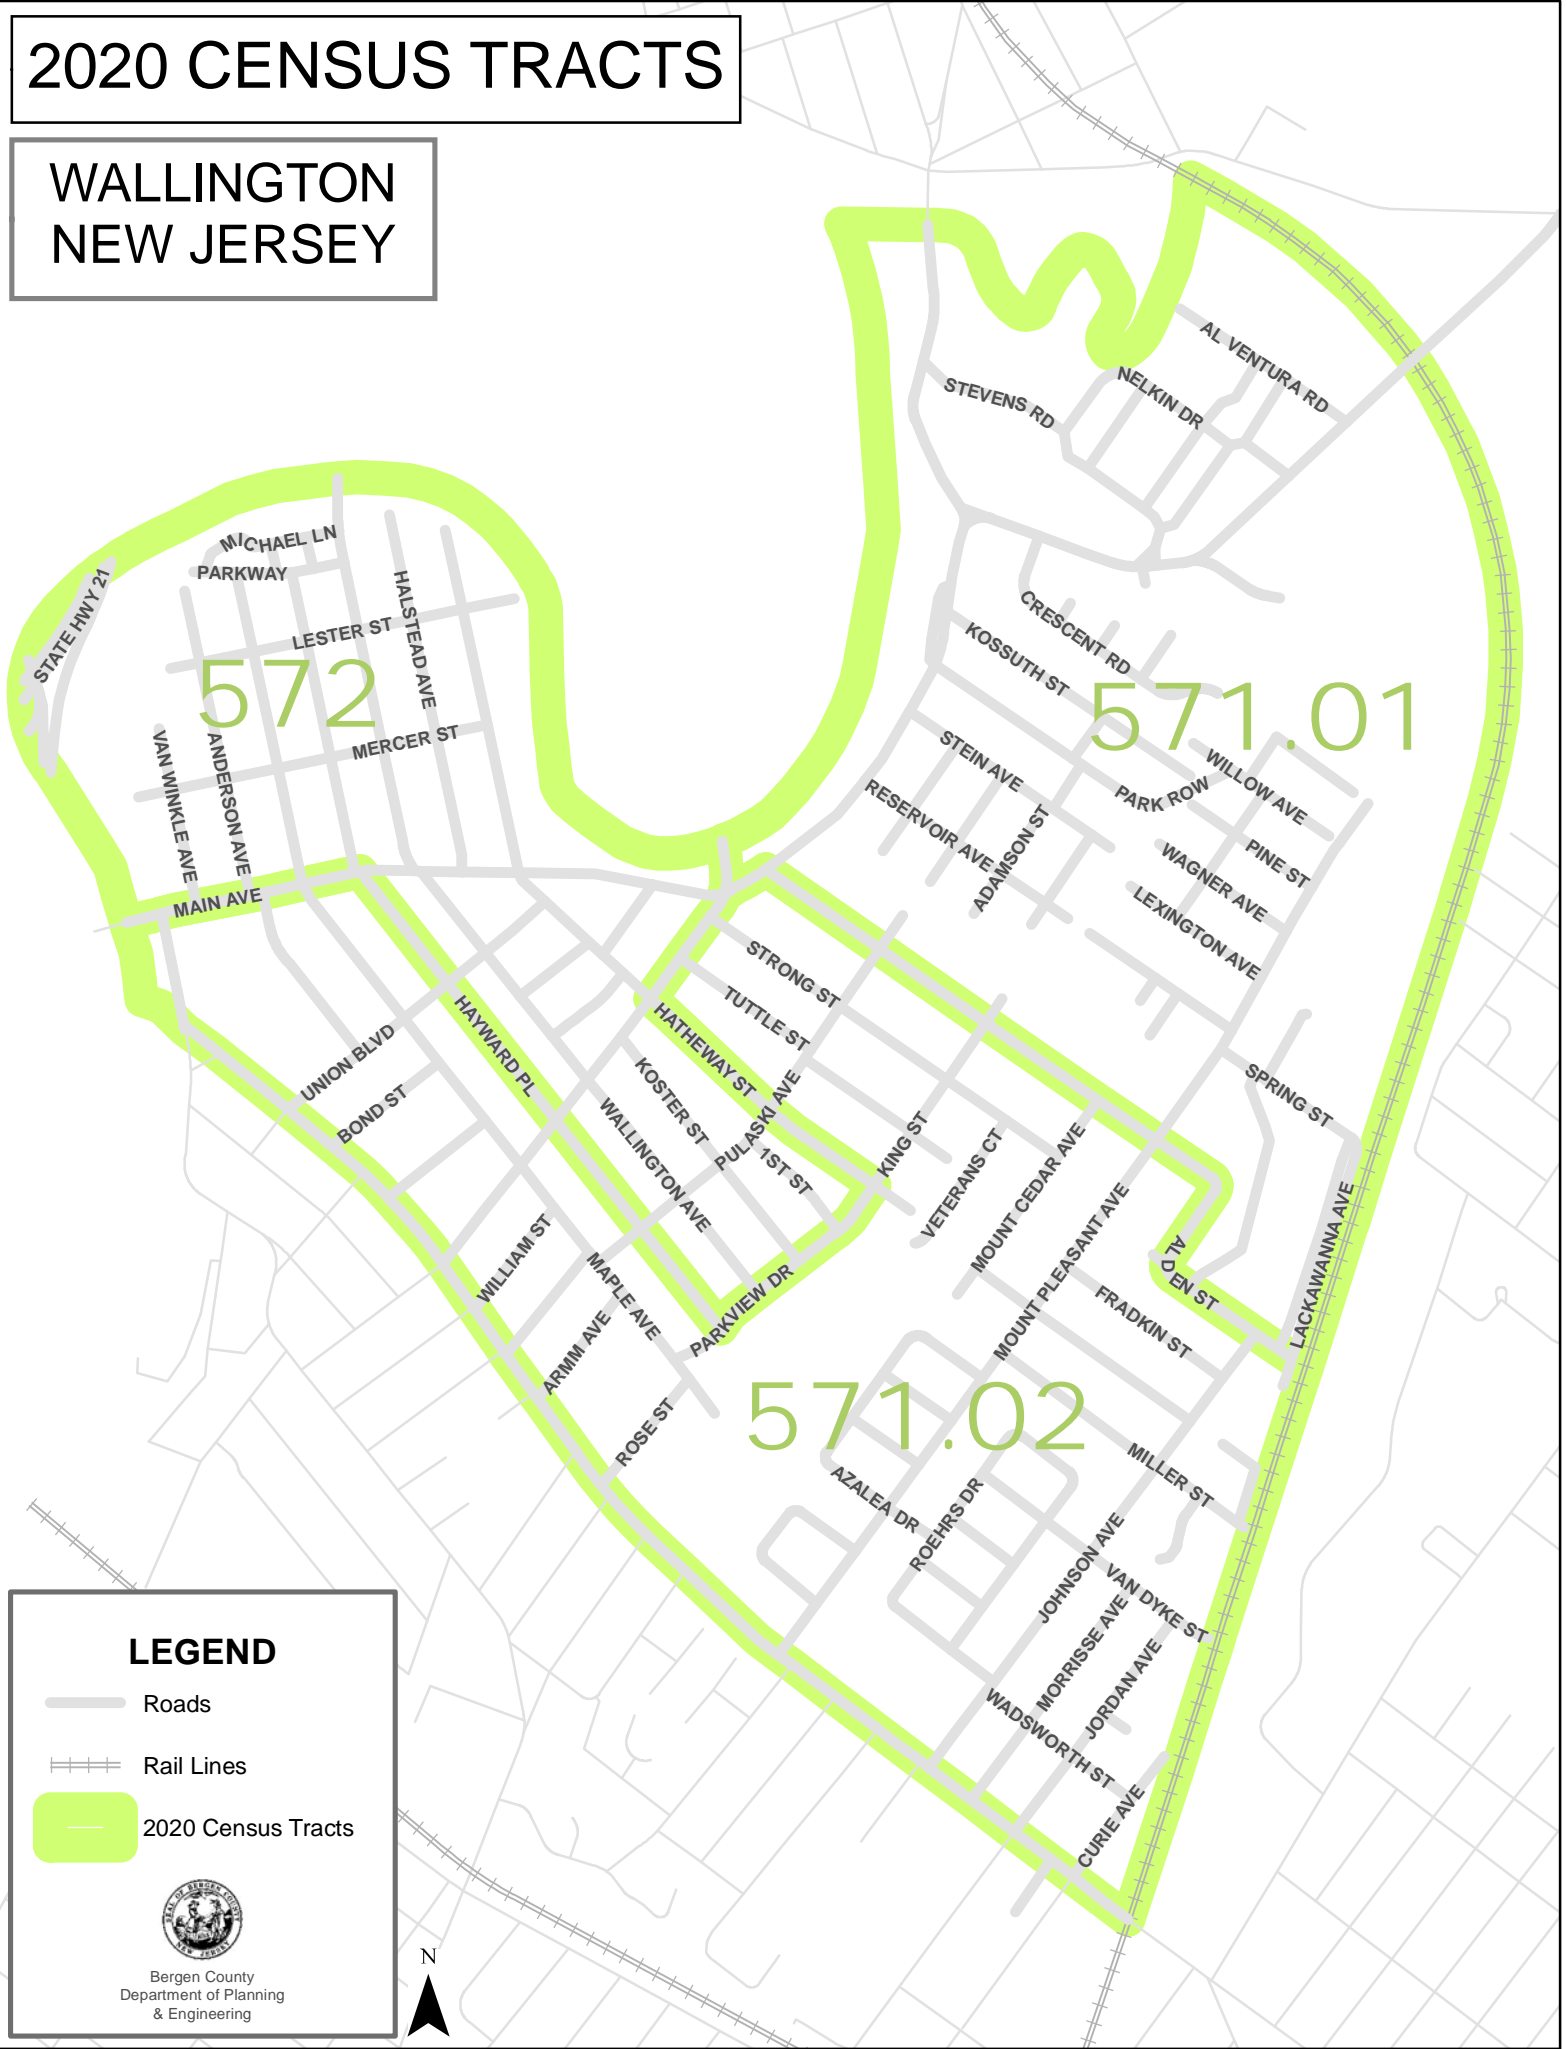 2020 CENSUS TRACTS
WALLINGTON
NEW JERSEY
AL VENTURA RD
NELKIN DR
STEVENS RD
MICHAEL LN
PARKWAY
STATE HWY 21
HALSTEAD AVE
LESTER ST
572
CRESCENT RD
KOSSUTH ST
571.01
MERCER ST
VAN WINKLE AVE
ANDERSON AVE
STEIN AVE
WILLOW AVE
PARK ROW
RESERVOIR AVE
ADAMSON ST
PINE ST
WAGNER AVE
LEXINGTON AVE
MAIN AVE
STRONG ST
TUTTLE ST
HAYWARD PL
HATHEWAY ST
UNION BLVD
BOND ST
KOSTER ST
WALLINGTON AVE
PULASKI AVE
1ST ST
KING ST
VETERANS CT
MOUNT CEDAR AVE
SPRING ST
MOUNT PLEASANT AVE
LACKAWANNA AVE
ALDEN ST
WILLIAM ST
MAPLE AVE
PARKVIEW DR
FRADKIN ST
ARMM AVE
ROSE ST
571.02
MILLER ST
AZALEA DR
ROEHRS DR
JOHNSON AVE
VAN DYKE ST
MORRISSE AVE
JORDAN AVE
WADSWORTH ST
CURIE AVE
LEGEND
Roads
Rail Lines
2020 Census Tracts
SEAL OF BERGEN COUNTY
NEW JERSEY
Bergen County
Department of Planning
& Engineering
N